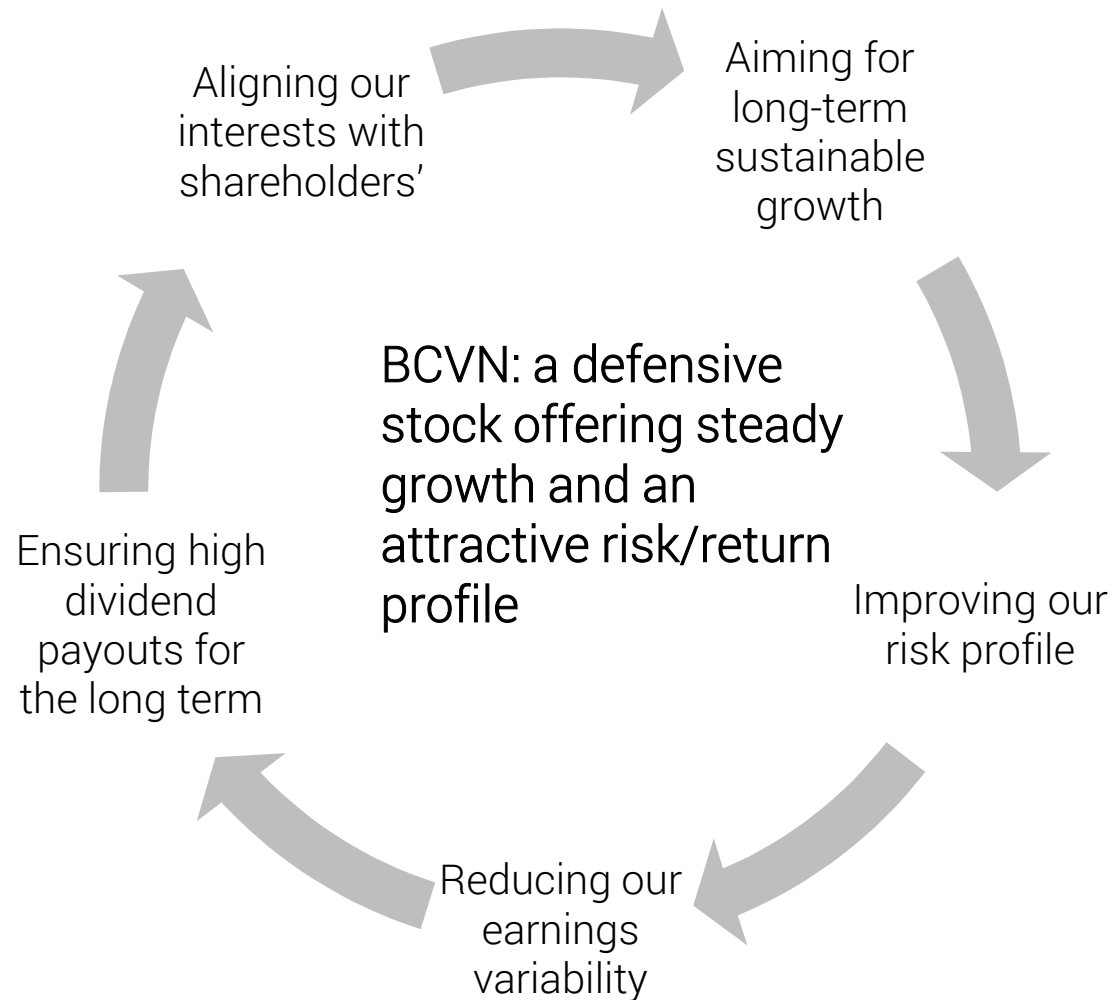 Aligning our
interests with
shareholders’
Aiming for
long-term
sustainable
growth
BCVN: a defensive
stock offering steady
growth and an
attractive risk/return
profile
Improving our
risk profile
Reducing our
earnings
variability
Ensuring high
dividend
payouts for
the long term